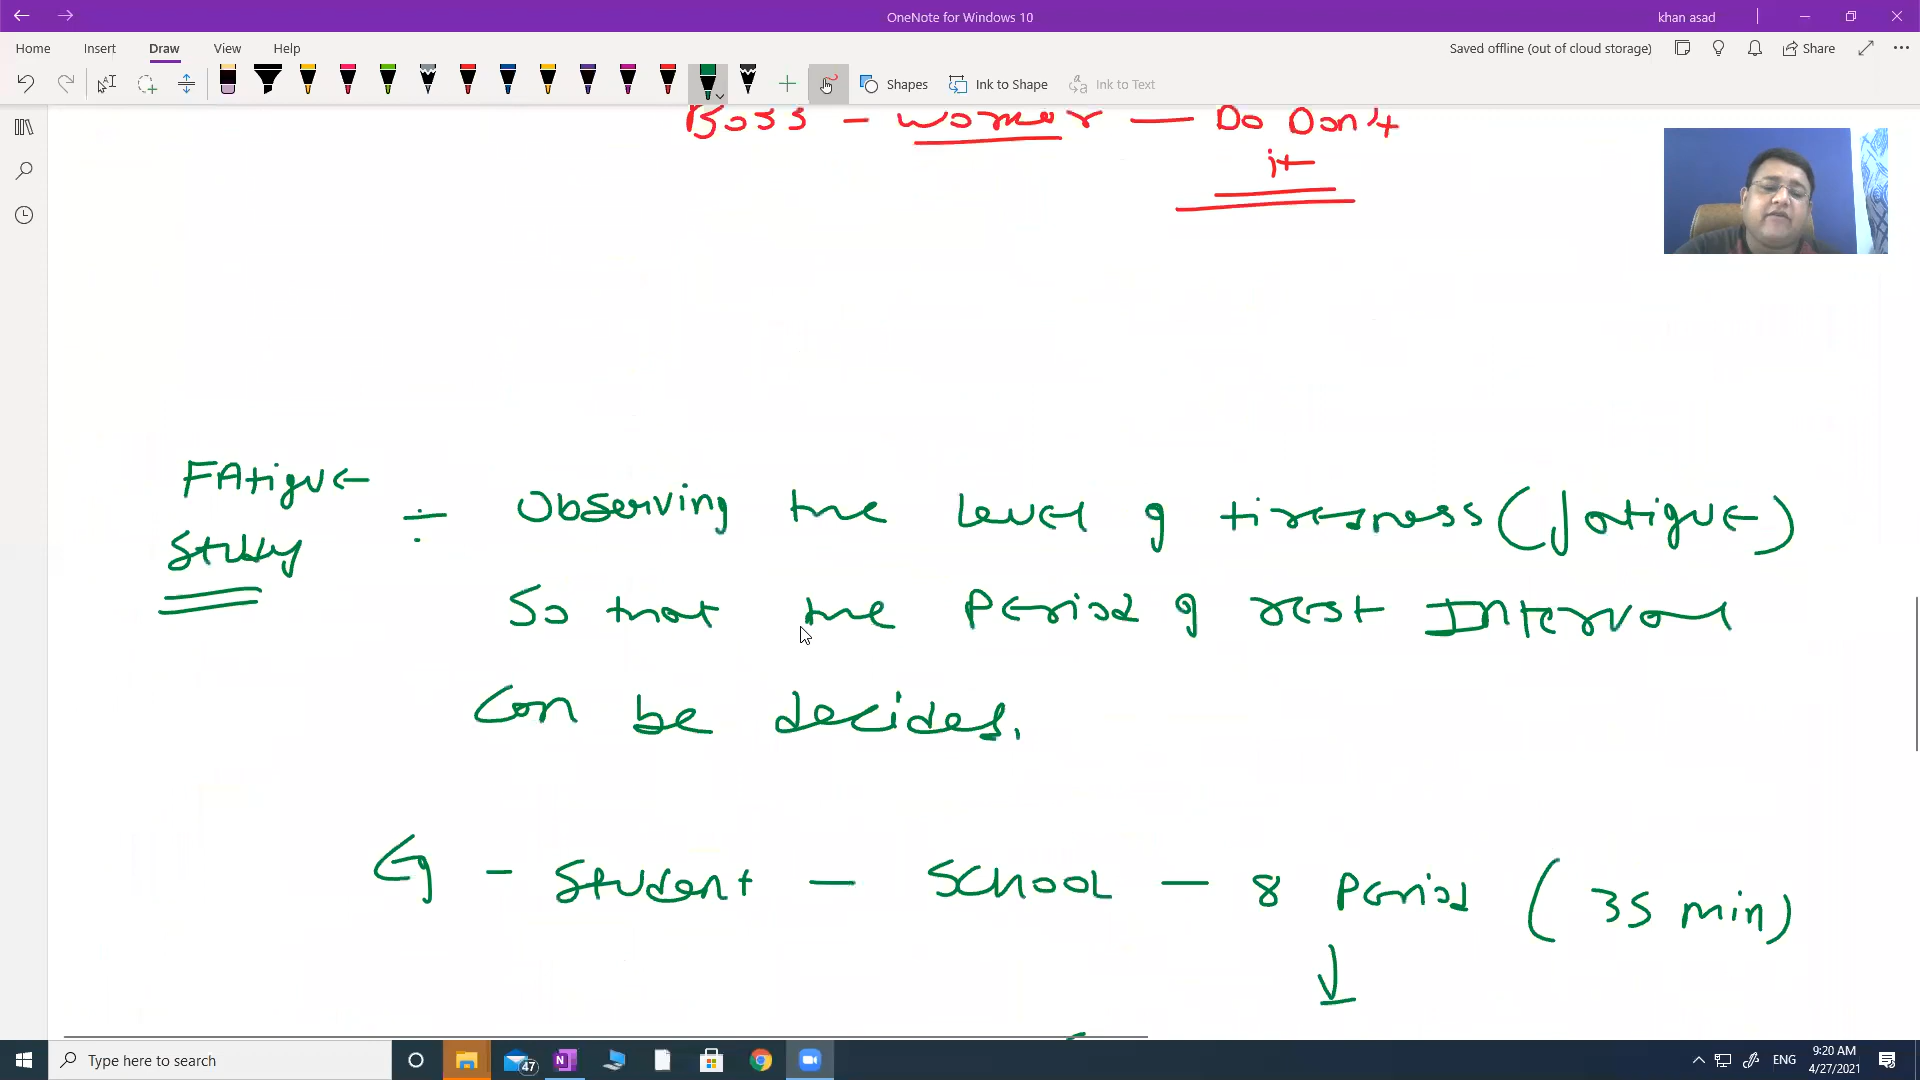 OneNote for Windows 10
khan asad
Home Insert Draw View Help
Saved offline (out of cloud storage)
Share
Shapes
Ink to Shape
Ink to Text
Boss - worker - Do Don't
it
FAtigue
Study
Observing the level of tiredness (fatigue)
So that the Period of rest Interval
Can be decided.
Eg - Student - School - 8 Period (35 min)
Type here to search
47
ENG
9:20 AM
4/27/2021